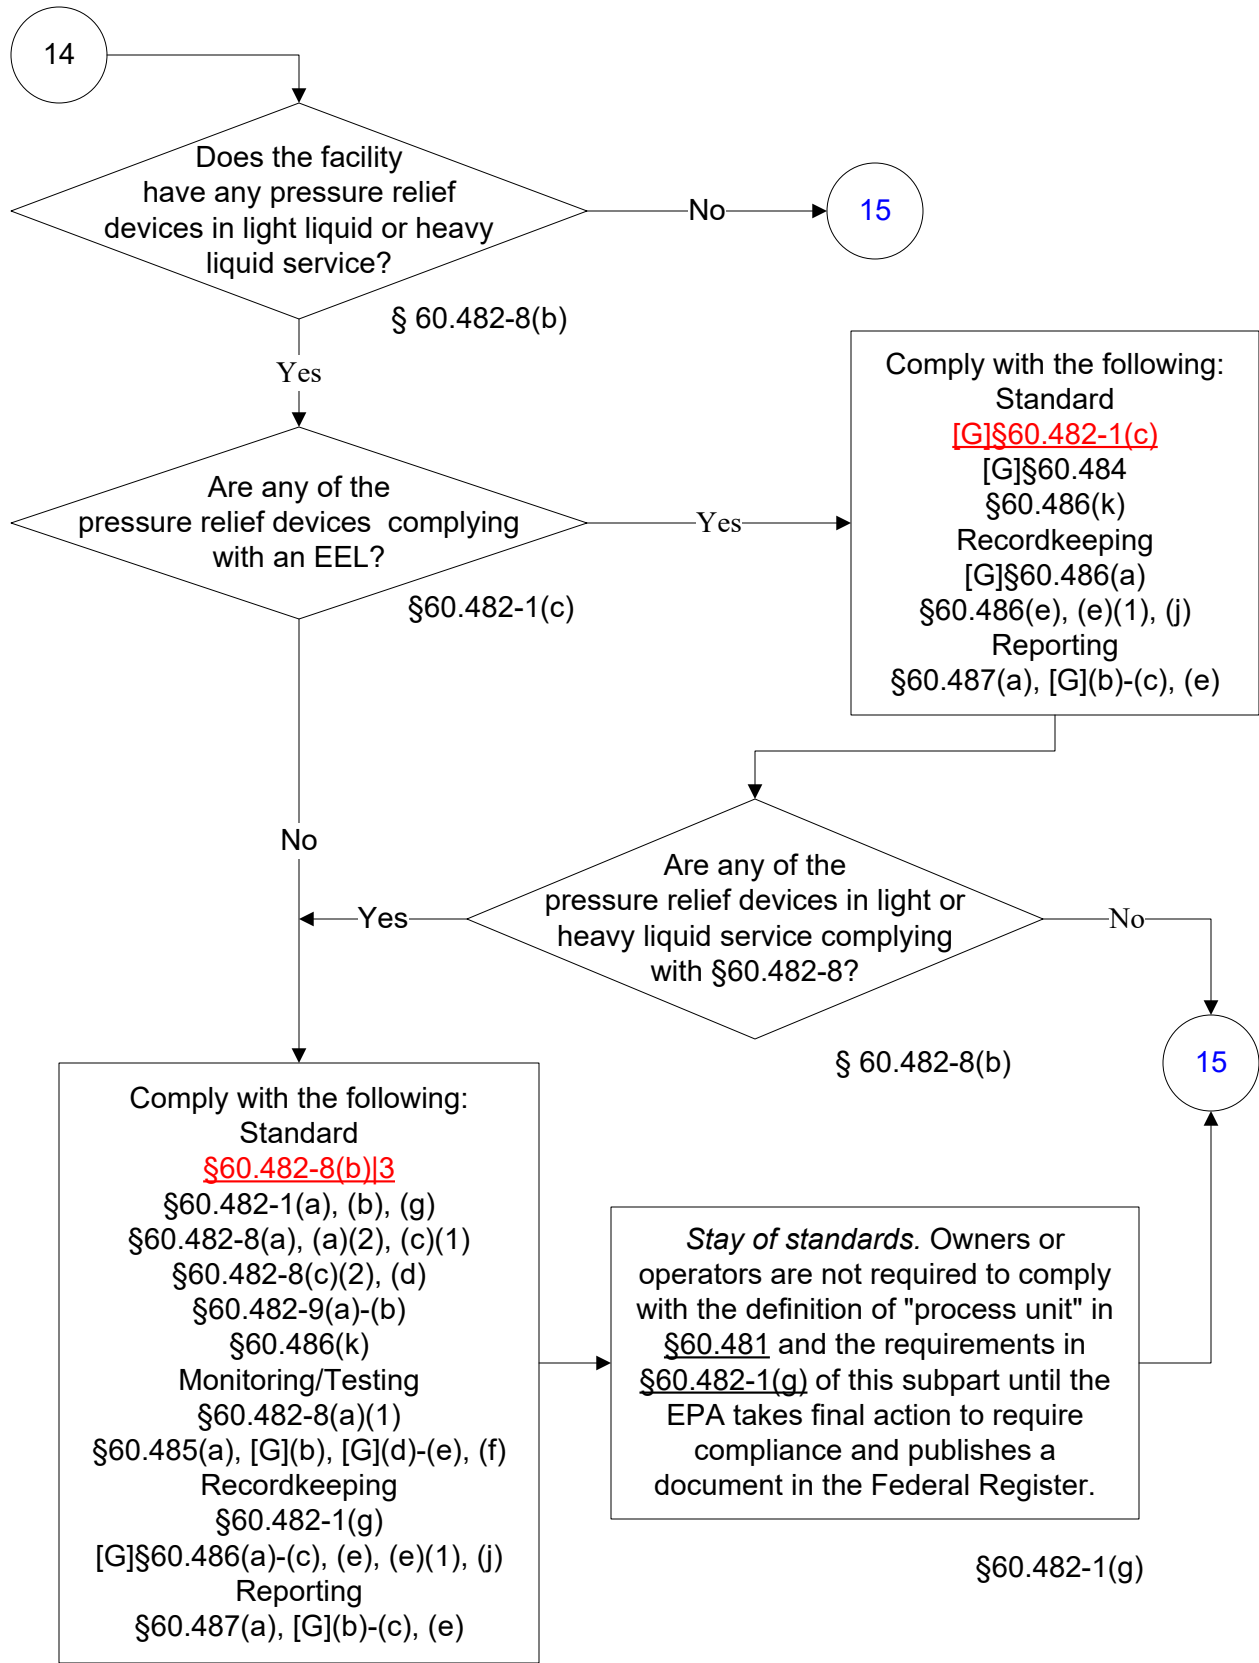 14
Does the facility
have any pressure relief
devices in light liquid or heavy
liquid service?
No
15
§ 60.482-8(b)
Yes
Are any of the
pressure relief devices  complying
with an EEL?
Yes
§60.482-1(c)
Comply with the following:
Standard
[G]§60.482-1(c)
[G]§60.484
§60.486(k)
Recordkeeping
[G]§60.486(a)
§60.486(e), (e)(1), (j)
Reporting
§60.487(a), [G](b)-(c), (e)
No
Are any of the
pressure relief devices in light or
heavy liquid service complying
with §60.482-8?
Yes
No
§ 60.482-8(b)
15
Comply with the following:
Standard
§60.482-8(b)|3
§60.482-1(a), (b), (g)
§60.482-8(a), (a)(2), (c)(1)
§60.482-8(c)(2), (d)
§60.482-9(a)-(b)
§60.486(k)
Monitoring/Testing
§60.482-8(a)(1)
§60.485(a), [G](b), [G](d)-(e), (f)
Recordkeeping
§60.482-1(g)
[G]§60.486(a)-(c), (e), (e)(1), (j)
Reporting
§60.487(a), [G](b)-(c), (e)
Stay of standards. Owners or
operators are not required to comply
with the definition of "process unit" in
§60.481 and the requirements in
§60.482-1(g) of this subpart until the
EPA takes final action to require
compliance and publishes a
document in the Federal Register.
§60.482-1(g)